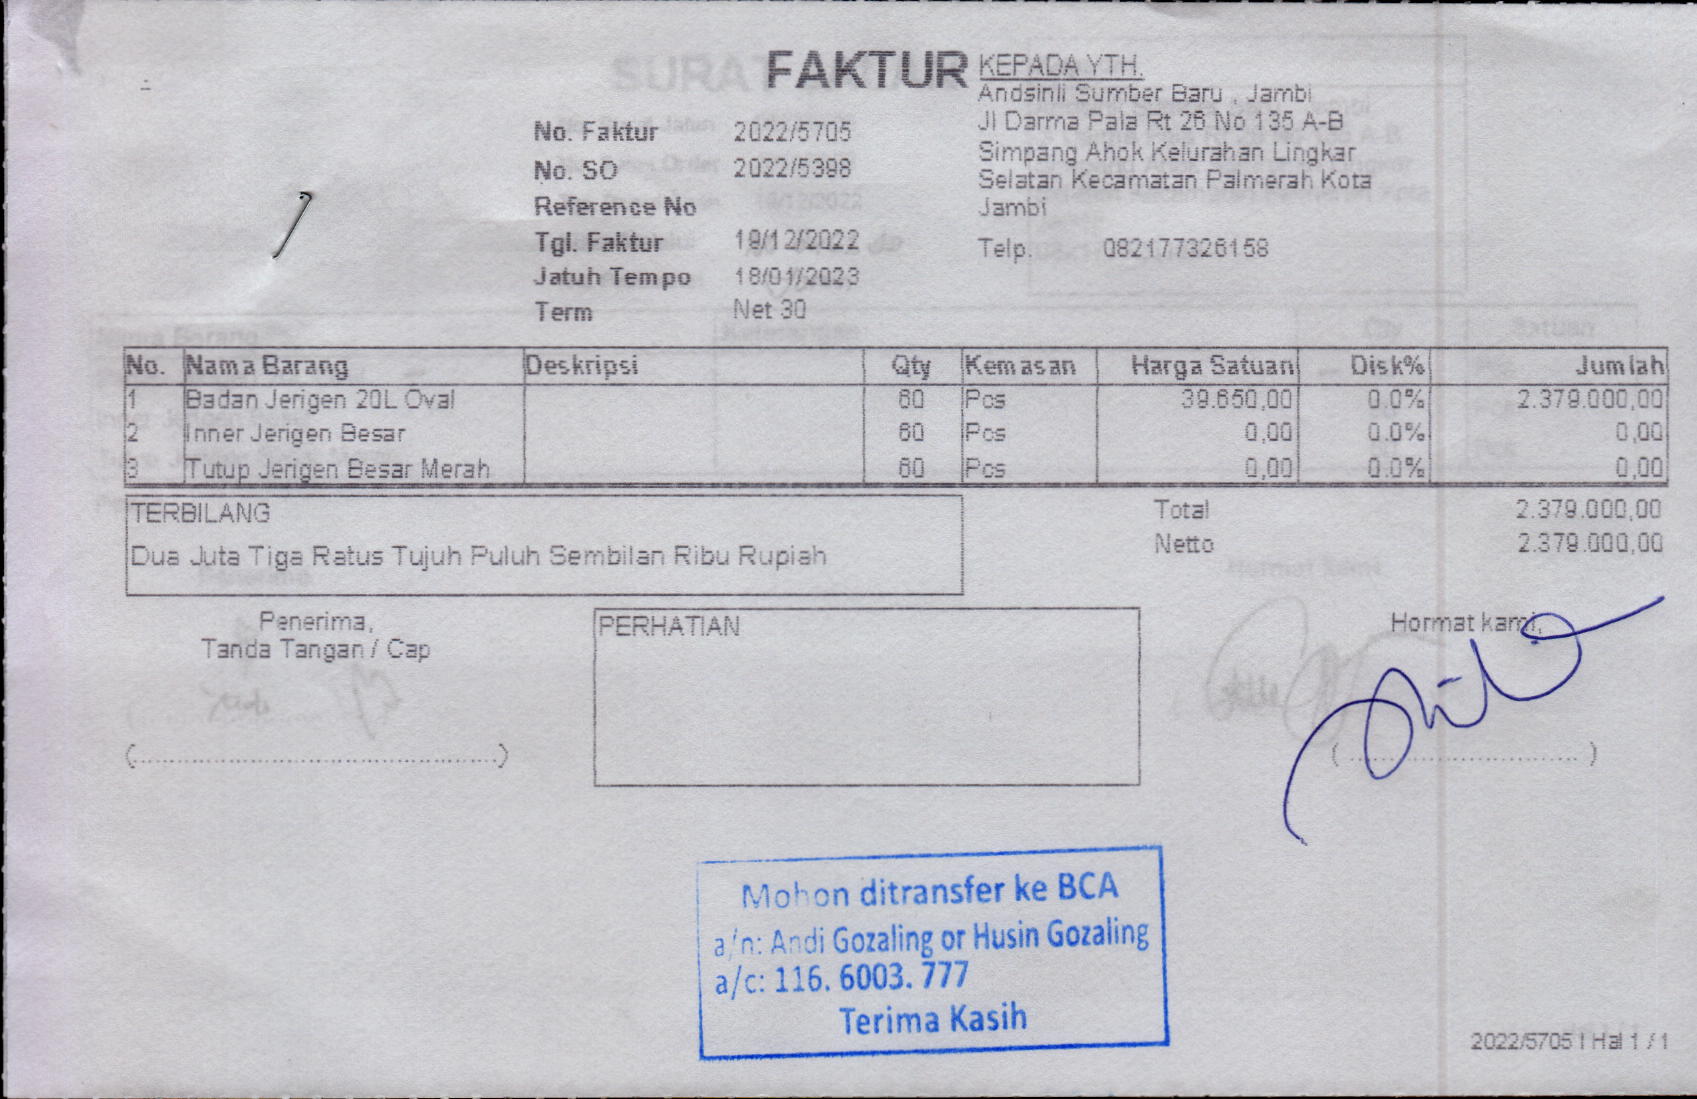 FAKTUR
KEPADA YTH.
Andsinli Sumber Baru , Jambi
Jl Darma Pala Rt 26 No 135 A-B
Simpang Ahok Kelurahan Lingkar
Selatan Kecamatan Palmerah Kota
Jambi
Telp. 082177326158
No. Faktur 2022/5705
No. SO 2022/5398
Reference No
Tgl. Faktur 19/12/2022
Jatuh Tempo 18/01/2023
Term Net 30
No. Nama Barang Deskripsi Qty Kemasan Harga Satuan Disk% Jumlah
1 Badan Jerigen 20L Oval 60 Pcs 39.650,00 0.0% 2.379.000,00
2 Inner Jerigen Besar 60 Pcs 0,00 0.0% 0,00
3 Tutup Jerigen Besar Merah 60 Pcs 0,00 0.0% 0,00
TERBILANG
Dua Juta Tiga Ratus Tujuh Puluh Sembilan Ribu Rupiah
Total 2.379.000,00
Netto 2.379.000,00
Penerima,
Tanda Tangan / Cap
PERHATIAN
Hormat kami,
Mohon ditransfer ke BCA
a/n: Andi Gozaling or Husin Gozaling
a/c: 116. 6003. 777
Terima Kasih
2022/5705 | Hal 1 / 1